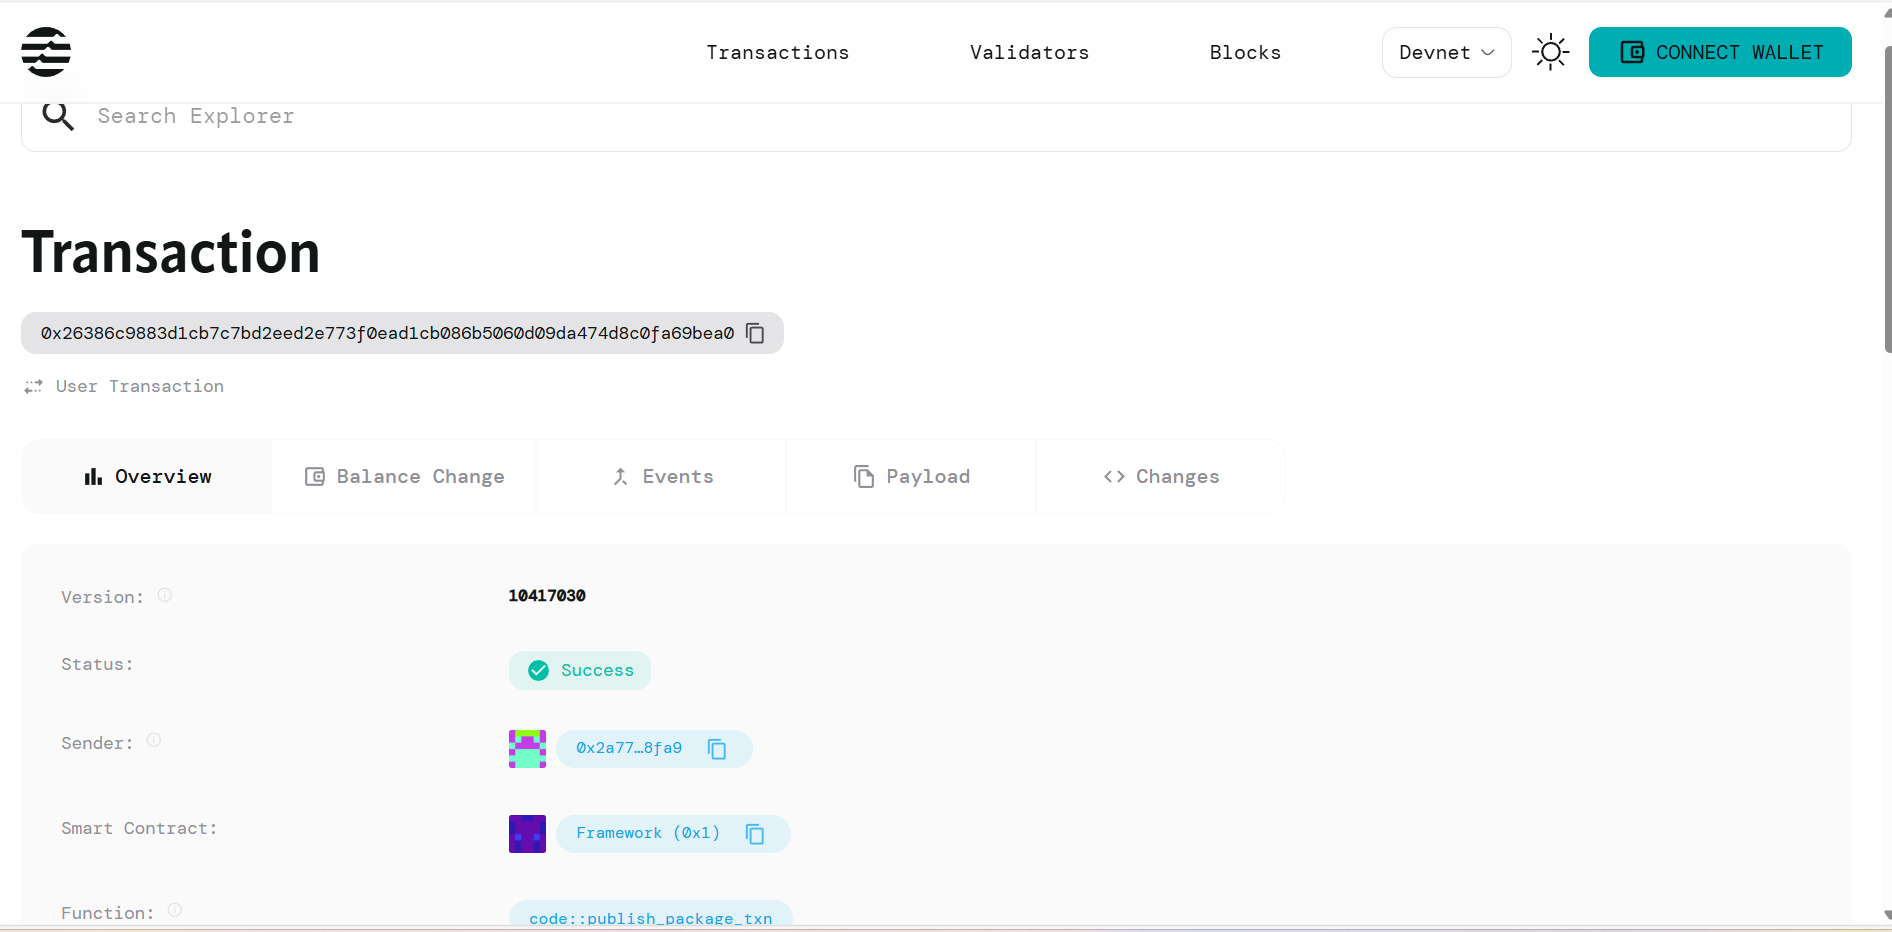 Transactions
Validators
Blocks
Devnet
CONNECT WALLET
Search Explorer
Transaction
0x26386c9883d1cb7c7bd2eed2e773f0ead1cb086b5060d09da474d8c0fa69bea0
User Transaction
Overview
Balance Change
Events
Payload
Changes
Version:
10417030
Status:
Success
Sender:
0x2a77…8fa9
Smart Contract:
Framework (0x1)
Function:
code::publish_package_txn